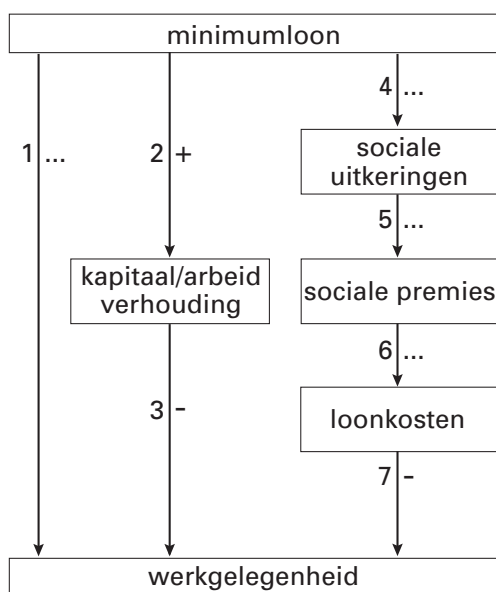 minimumloon
4 ...
1 ...
2 +
sociale
uitkeringen
5 ...
kapitaal/arbeid
verhouding
sociale premies
6 ...
3 -
loonkosten
7 -
werkgelegenheid